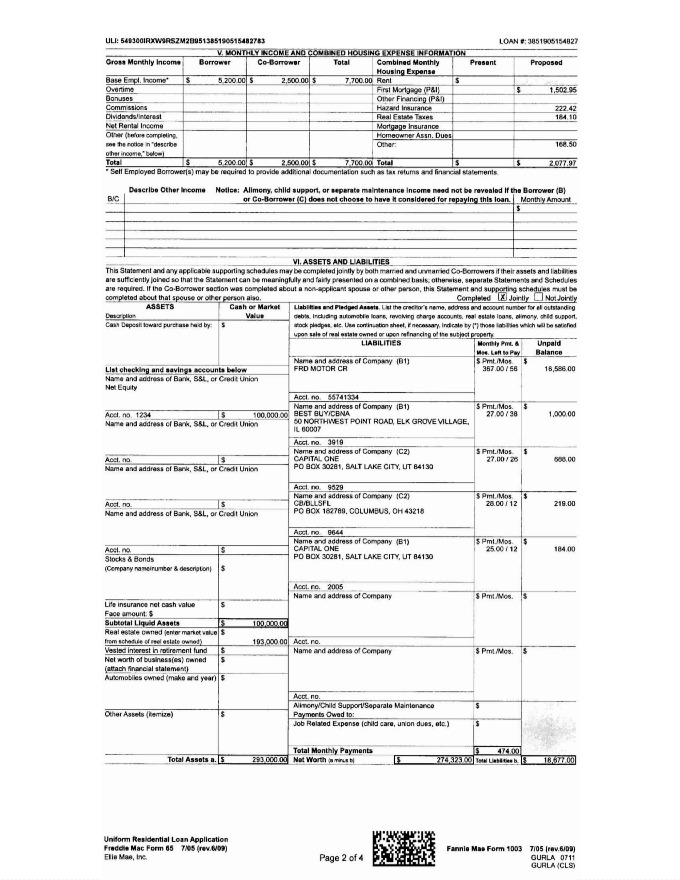 ULI: 549300IRXW9RSZM2B951385190515482783 LOAN #: 3851905154827
V. MONTHLY INCOME AND COMBINED HOUSING EXPENSE INFORMATION
Gross Monthly Income Borrower Co-Borrower Total Combined Monthly Housing Expense Present Proposed
Base Empl. Income* $ 5,200.00 $ 2,500.00 $ 7,700.00 Rent $
Overtime First Mortgage (P&I) $ 1,502.95
Bonuses Other Financing (P&I)
Commissions Hazard Insurance 222.42
Dividends/Interest Real Estate Taxes 184.10
Net Rental Income Mortgage Insurance
Other (before completing, Homeowner Assn. Dues
see the notice in "describe Other: 168.50
other income," below)
Total $ 5,200.00 $ 2,500.00 $ 7,700.00 Total $ $ 2,077.97
* Self Employed Borrower(s) may be required to provide additional documentation such as tax returns and financial statements.
Describe Other Income Notice: Alimony, child support, or separate maintenance income need not be revealed if the Borrower (B)
B/C or Co-Borrower (C) does not choose to have it considered for repaying this loan. Monthly Amount
$
VI. ASSETS AND LIABILITIES
This Statement and any applicable supporting schedules may be completed jointly by both married and unmarried Co-Borrowers if their assets and liabilities
are sufficiently joined so that the Statement can be meaningfully and fairly presented on a combined basis; otherwise, separate Statements and Schedules
are required. If the Co-Borrower section was completed about a non-applicant spouse or other person, this Statement and supporting schedules must be
completed about that spouse or other person also. Completed X Jointly Not Jointly
ASSETS Cash or Market Value
Description
Cash Deposit toward purchase held by: $
Liabilities and Pledged Assets. List the creditor's name, address and account number for all outstanding
debts, including automobile loans, revolving charge accounts, real estate loans, alimony, child support,
stock pledges, etc. Use continuation sheet, if necessary. Indicate by (*) those liabilities which will be satisfied
upon sale of real estate owned or upon refinancing of the subject property.
LIABILITIES Monthly Pmt. & Mos. Left to Pay Unpaid Balance
List checking and savings accounts below
Name and address of Bank, S&L, or Credit Union
Net Equity
Acct. no. 1234 $ 100,000.00
Name and address of Bank, S&L, or Credit Union
Acct. no. $
Name and address of Bank, S&L, or Credit Union
Acct. no. $
Name and address of Bank, S&L, or Credit Union
Acct. no. $
Stocks & Bonds $
(Company name/number & description)
Life insurance net cash value $
Face amount: $
Subtotal Liquid Assets $ 100,000.00
Real estate owned (enter market value $
from schedule of real estate owned) 193,000.00
Vested interest in retirement fund $
Net worth of business(es) owned $
(attach financial statement)
Automobiles owned (make and year) $
Other Assets (itemize) $
Total Assets a. $ 293,000.00
Name and address of Company (B1) $ Pmt./Mos. $
FRD MOTOR CR 367.00 / 56 16,586.00
Acct. no. 55741334
Name and address of Company (B1) $ Pmt./Mos. $
BEST BUY/CBNA 27.00 / 38 1,000.00
50 NORTHWEST POINT ROAD, ELK GROVE VILLAGE,
IL 60007
Acct. no. 3919
Name and address of Company (C2) $ Pmt./Mos. $
CAPITAL ONE 27.00 / 26 688.00
PO BOX 30281, SALT LAKE CITY, UT 84130
Acct. no. 9529
Name and address of Company (C2) $ Pmt./Mos. $
CB/BLLSFL 28.00 / 12 219.00
PO BOX 182789, COLUMBUS, OH 43218
Acct. no. 9644
Name and address of Company (B1) $ Pmt./Mos. $
CAPITAL ONE 25.00 / 12 184.00
PO BOX 30281, SALT LAKE CITY, UT 84130
Acct. no. 2005
Name and address of Company $ Pmt./Mos. $
Acct. no.
Name and address of Company $ Pmt./Mos. $
Acct. no.
Alimony/Child Support/Separate Maintenance $
Payments Owed to:
Job Related Expense (child care, union dues, etc.) $
Total Monthly Payments $ 474.00
Net Worth (a minus b) $ 274,323.00 Total Liabilities b. $ 18,677.00
Uniform Residential Loan Application
Freddie Mac Form 65 7/05 (rev.6/09)
Ellie Mae, Inc.
Page 2 of 4
Fannie Mae Form 1003 7/05 (rev.6/09)
GURLA 0711
GURLA (CLS)